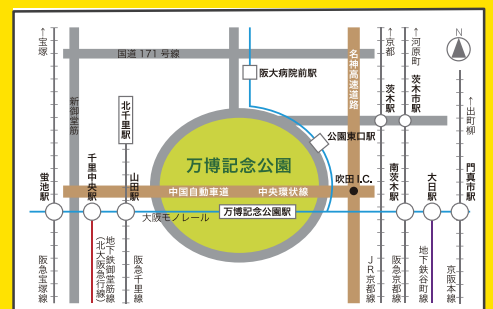 ↑宝塚
国道171号線
名神高速道路
↑京都
↑河原町
N
阪大病院前駅
新御堂筋
北千里駅
茨木駅
茨木市駅
↑出町柳
公園東口駅
万博記念公園
千里中央駅
蛍池駅
山田駅
吹田I.C.
南茨木駅
大日駅
門真市駅
中国自動車道
中央環状線
大阪モノレール
万博記念公園駅
阪急宝塚線
地下鉄御堂筋線
(北大阪急行線)
阪急千里線
JR京都線
阪急京都線
地下鉄谷町線
京阪本線